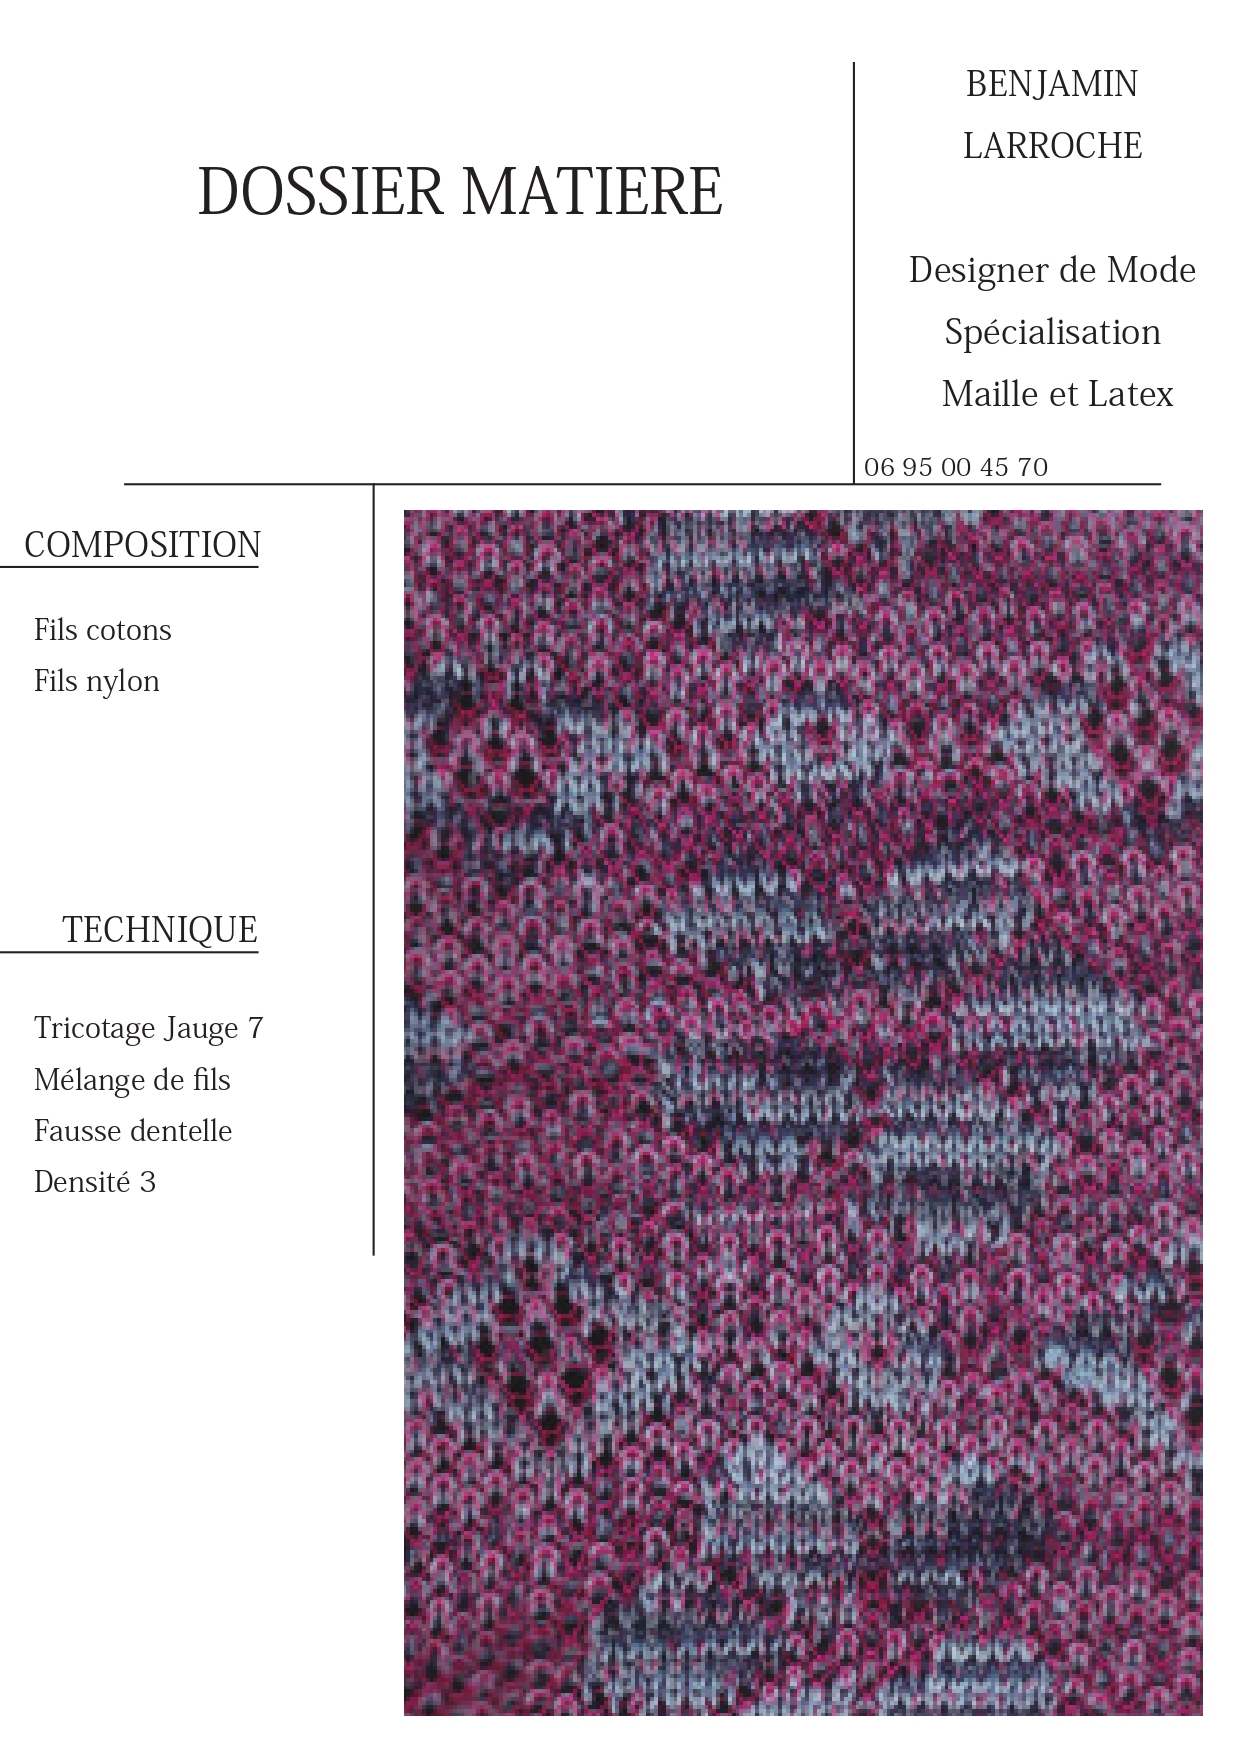 DOSSIER MATIERE
BENJAMIN
LARROCHE
Designer de Mode
Spécialisation
Maille et Latex
06 95 00 45 70
COMPOSITION
Fils cotons
Fils nylon
TECHNIQUE
Tricotage Jauge 7
Mélange de fils
Fausse dentelle
Densité 3